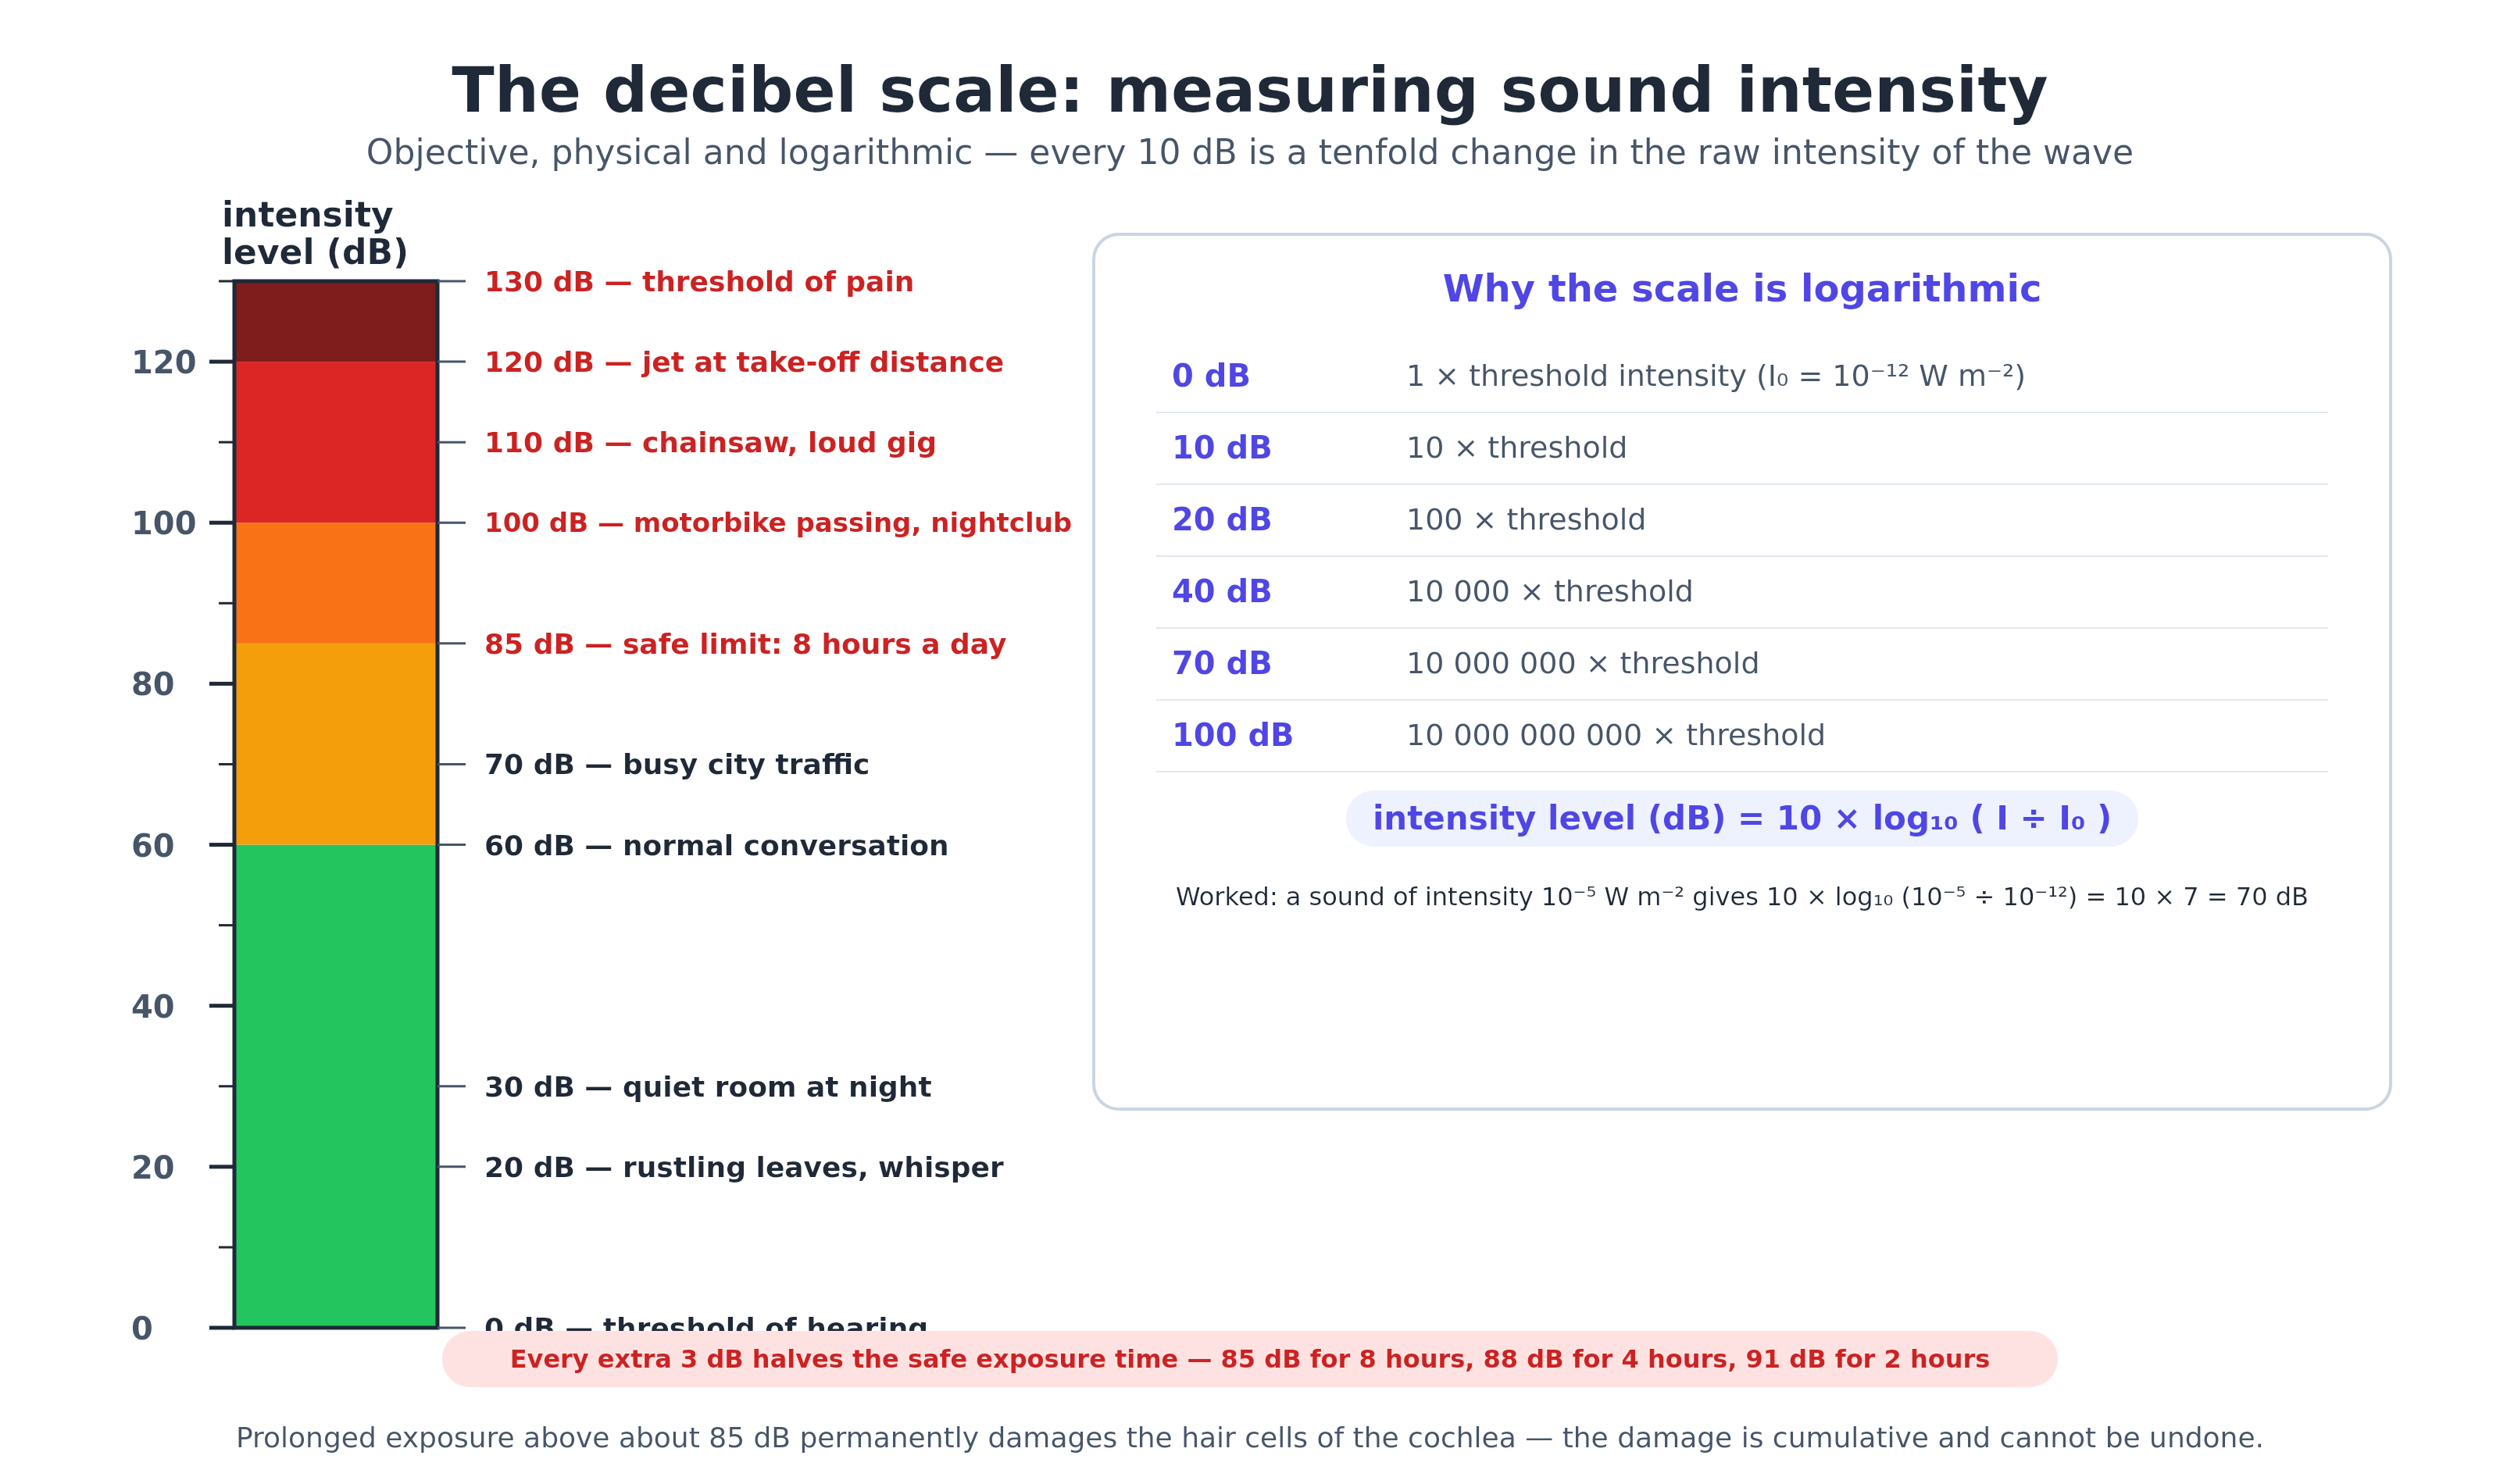 The decibel scale: measuring sound intensity
Objective, physical and logarithmic — every 10 dB is a tenfold change in the raw intensity of the wave
intensity
level (dB)
130 dB — threshold of pain
120
120 dB — jet at take-off distance
110 dB — chainsaw, loud gig
100
100 dB — motorbike passing, nightclub
85 dB — safe limit: 8 hours a day
80
70 dB — busy city traffic
60
60 dB — normal conversation
40
30 dB — quiet room at night
20
20 dB — rustling leaves, whisper
0
0 dB — threshold of hearing
Why the scale is logarithmic
0 dB 1 × threshold intensity (I₀ = 10⁻¹² W m⁻²)
10 dB 10 × threshold
20 dB 100 × threshold
40 dB 10 000 × threshold
70 dB 10 000 000 × threshold
100 dB 10 000 000 000 × threshold
intensity level (dB) = 10 × log₁₀ ( I ÷ I₀ )
Worked: a sound of intensity 10⁻⁵ W m⁻² gives 10 × log₁₀ (10⁻⁵ ÷ 10⁻¹²) = 10 × 7 = 70 dB
Every extra 3 dB halves the safe exposure time — 85 dB for 8 hours, 88 dB for 4 hours, 91 dB for 2 hours
Prolonged exposure above about 85 dB permanently damages the hair cells of the cochlea — the damage is cumulative and cannot be undone.